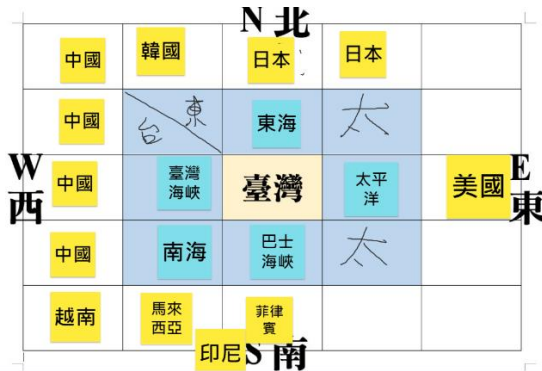 N 北
中國
韓國
日本
日本
中國
台
東
東海
太
W
西
中國
臺灣
海峽
臺灣
太平
洋
美國
E
東
中國
南海
巴士
海峽
太
越南
馬來
西亞
菲律
賓
印尼
S 南